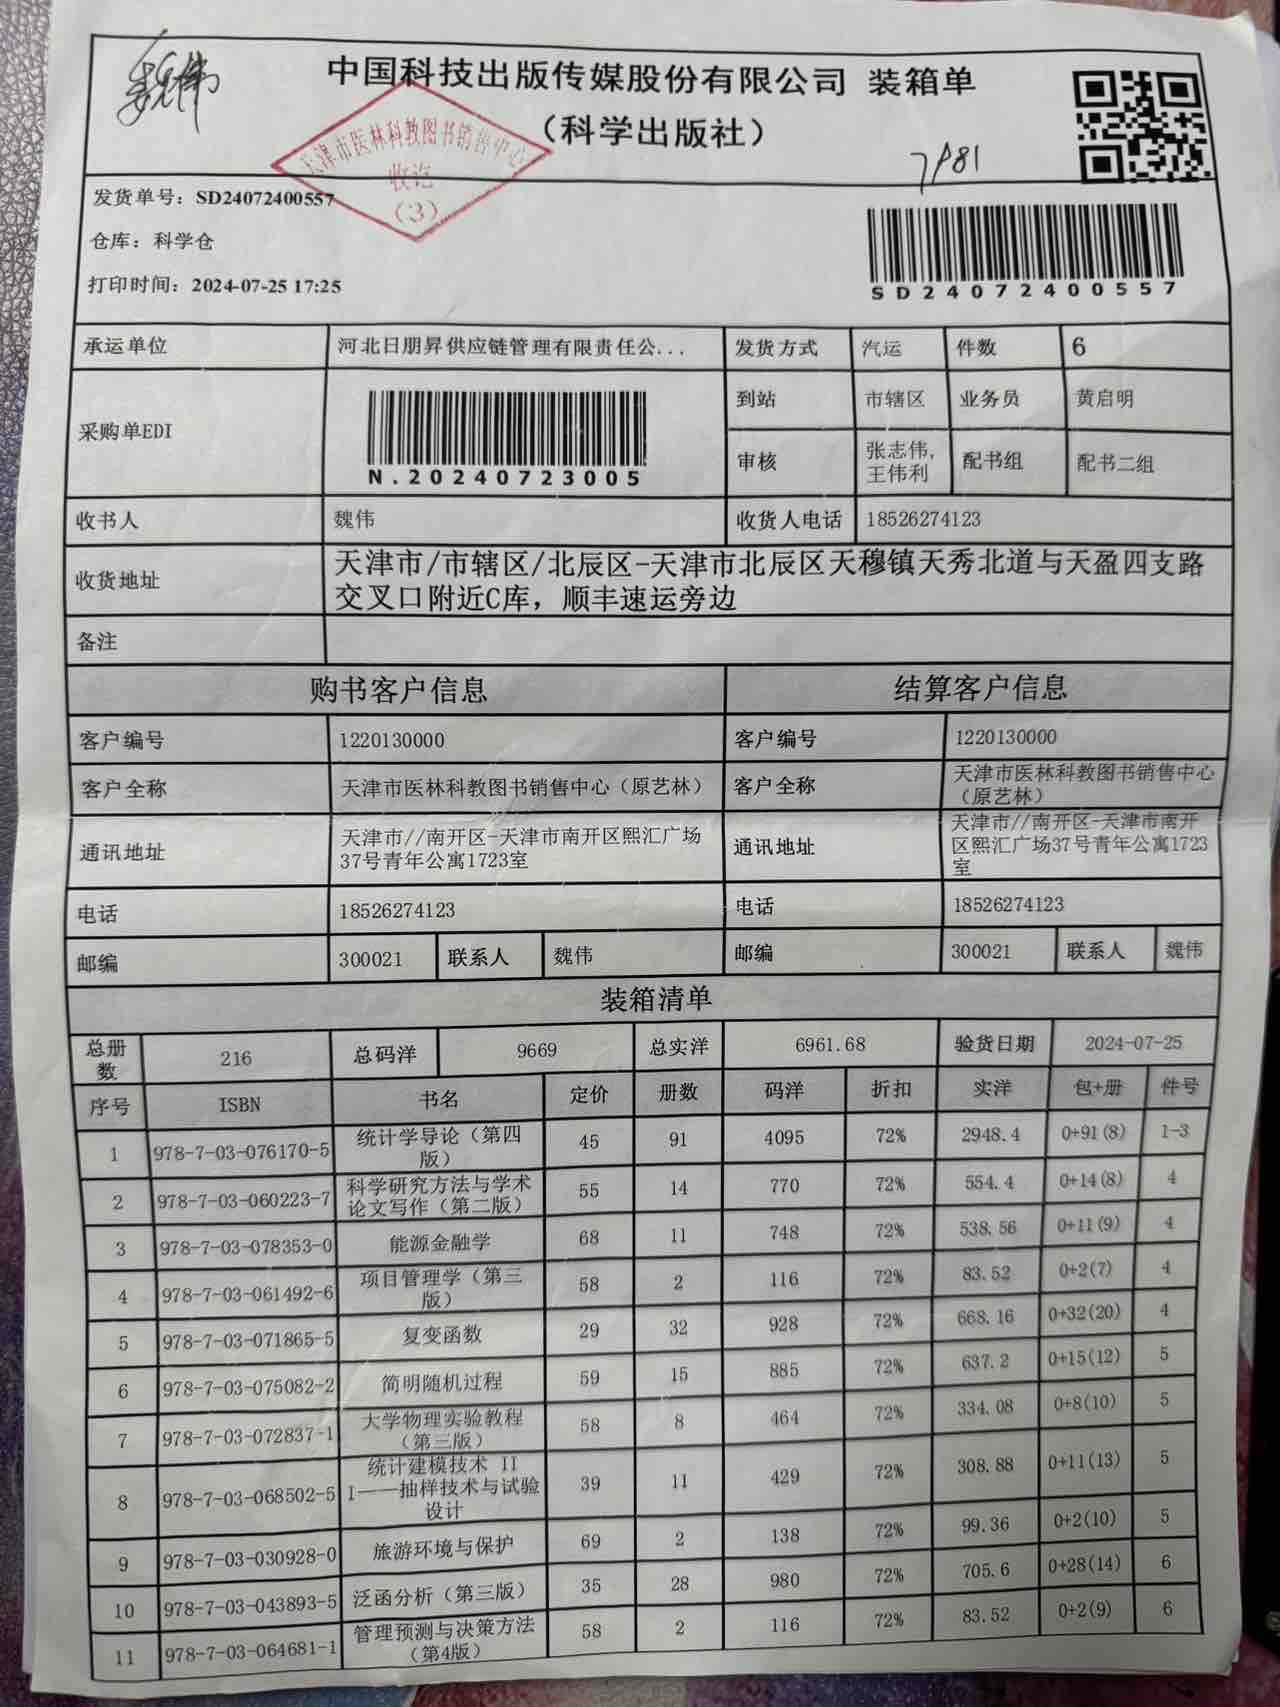 魏伟
中国科技出版传媒股份有限公司 装箱单
（科学出版社）
天津市医林科教图书销售中心
收讫
（3）
发货单号：SD24072400557
仓库：科学仓
打印时间：2024-07-25 17:25
SD24072400557
承运单位 河北日朋昇供应链管理有限责任公... 发货方式 汽运 件数 6
采购单EDI N.20240723005 到站 市辖区 业务员 黄启明
审核 张志伟,
王伟利 配书组 配书二组
收书人 魏伟 收货人电话 18526274123
收货地址 天津市/市辖区/北辰区-天津市北辰区天穆镇天秀北道与天盈四支路
交叉口附近C库，顺丰速运旁边
备注
购书客户信息 结算客户信息
客户编号 1220130000 客户编号 1220130000
客户全称 天津市医林科教图书销售中心（原艺林） 客户全称 天津市医林科教图书销售中心
（原艺林）
通讯地址 天津市//南开区-天津市南开区熙汇广场
37号青年公寓1723室 通讯地址 天津市//南开区-天津市南开
区熙汇广场37号青年公寓1723
室
电话 18526274123 电话 18526274123
邮编 300021 联系人 魏伟 邮编 300021 联系人 魏伟
装箱清单
总册
数 216 总码洋 9669 总实洋 6961.68 验货日期 2024-07-25
序号 ISBN 书名 定价 册数 码洋 折扣 实洋 包+册 件号
1 978-7-03-076170-5 统计学导论（第四
版） 45 91 4095 72% 2948.4 0+91(8) 1-3
2 978-7-03-060223-7 科学研究方法与学术
论文写作（第二版） 55 14 770 72% 554.4 0+14(8) 4
3 978-7-03-078353-0 能源金融学 68 11 748 72% 538.56 0+11(9) 4
4 978-7-03-061492-6 项目管理学（第三
版） 58 2 116 72% 83.52 0+2(7) 4
5 978-7-03-071865-5 复变函数 29 32 928 72% 668.16 0+32(20) 4
6 978-7-03-075082-2 简明随机过程 59 15 885 72% 637.2 0+15(12) 5
7 978-7-03-072837-1 大学物理实验教程
（第三版） 58 8 464 72% 334.08 0+8(10) 5
8 978-7-03-068502-5 统计建模技术 II
I——抽样技术与试验
设计 39 11 429 72% 308.88 0+11(13) 5
9 978-7-03-030928-0 旅游环境与保护 69 2 138 72% 99.36 0+2(10) 5
10 978-7-03-043893-5 泛函分析（第三版） 35 28 980 72% 705.6 0+28(14) 6
11 978-7-03-064681-1 管理预测与决策方法
（第4版） 58 2 116 72% 83.52 0+2(9) 6